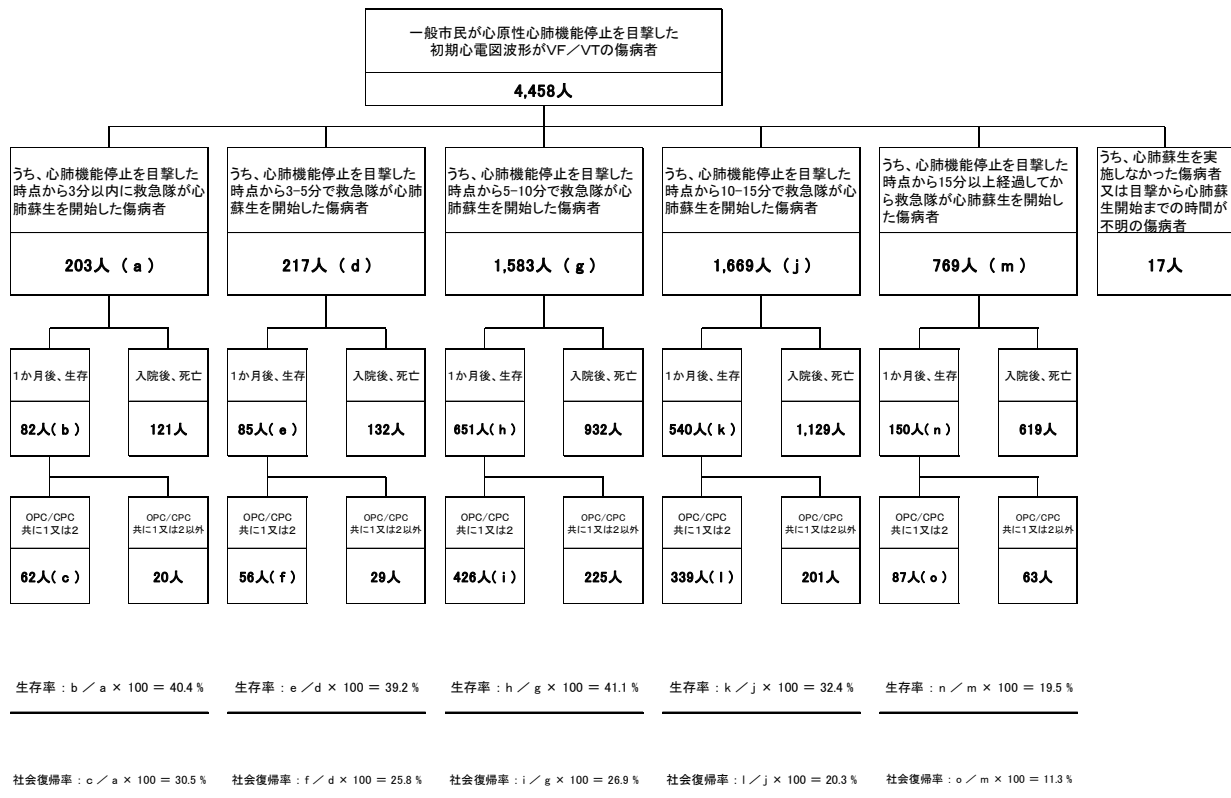 一般市民が心原性心肺機能停止を目撃した
初期心電図波形がVF／VTの傷病者
4,458人
うち、心肺機能停止を目撃した
時点から3分以内に救急隊が心
肺蘇生を開始した傷病者
203人 （ a ）
うち、心肺機能停止を目撃した
時点から3-5分で救急隊が心肺
蘇生を開始した傷病者
217人 （ d ）
うち、心肺機能停止を目撃した
時点から5-10分で救急隊が心
肺蘇生を開始した傷病者
1,583人 （ g ）
うち、心肺機能停止を目撃した
時点から10-15分で救急隊が心
肺蘇生を開始した傷病者
1,669人 （ j ）
うち、心肺機能停止を目撃した
時点から15分以上経過してか
ら救急隊が心肺蘇生を開始し
た傷病者
769人 （ m ）
うち、心肺蘇生を実
施しなかった傷病者
又は目撃から心肺蘇
生開始までの時間が
不明の傷病者
17人
1か月後、生存
82人( b )
入院後、死亡
121人
1か月後、生存
85人( e )
入院後、死亡
132人
1か月後、生存
651人( h )
入院後、死亡
932人
1か月後、生存
540人( k )
入院後、死亡
1,129人
1か月後、生存
150人( n )
入院後、死亡
619人
OPC/CPC
共に1又は2
62人( c )
OPC/CPC
共に1又は2以外
20人
OPC/CPC
共に1又は2
56人( f )
OPC/CPC
共に1又は2以外
29人
OPC/CPC
共に1又は2
426人( i )
OPC/CPC
共に1又は2以外
225人
OPC/CPC
共に1又は2
339人( l )
OPC/CPC
共に1又は2以外
201人
OPC/CPC
共に1又は2
87人( o )
OPC/CPC
共に1又は2以外
63人
生存率 : b ／ a × 100 = 40.4 %
生存率 : e ／ d × 100 = 39.2 %
生存率 : h ／ g × 100 = 41.1 %
生存率 : k ／ j × 100 = 32.4 %
生存率 : n ／ m × 100 = 19.5 %
社会復帰率 : c ／ a × 100 = 30.5 %
社会復帰率 : f ／ d × 100 = 25.8 %
社会復帰率 : i ／ g × 100 = 26.9 %
社会復帰率 : l ／ j × 100 = 20.3 %
社会復帰率 : o ／ m × 100 = 11.3 %